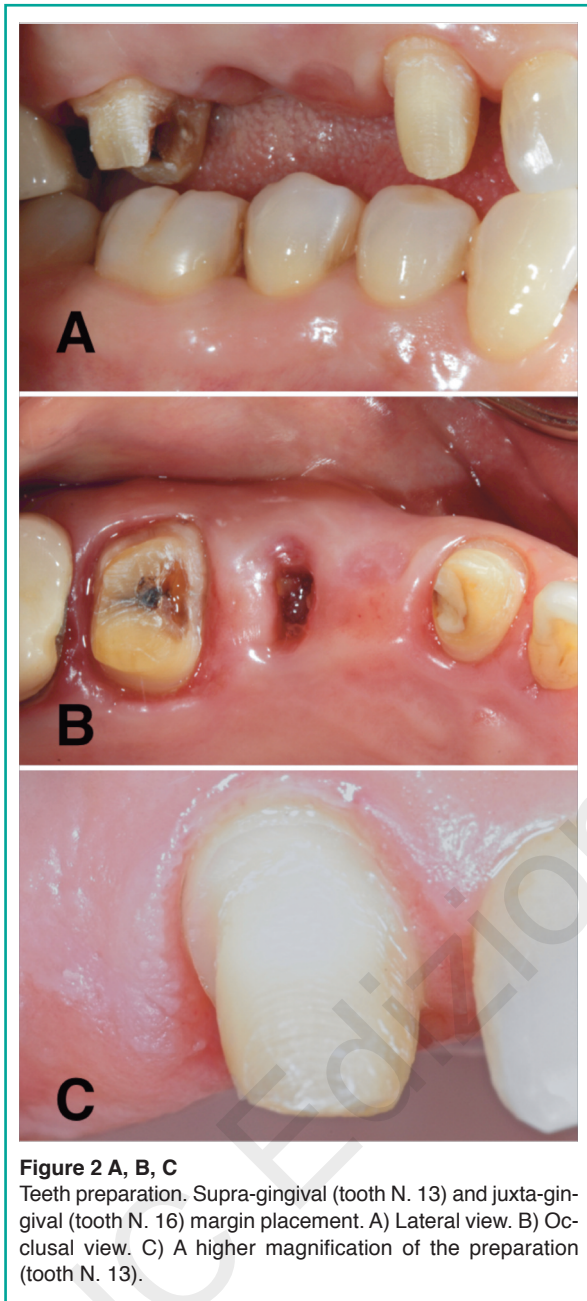 A
B
C
Figure 2 A, B, C
Teeth preparation. Supra-gingival (tooth N. 13) and juxta-gin-
gival (tooth N. 16) margin placement. A) Lateral view. B) Oc-
clusal view. C) A higher magnification of the preparation
(tooth N. 13).